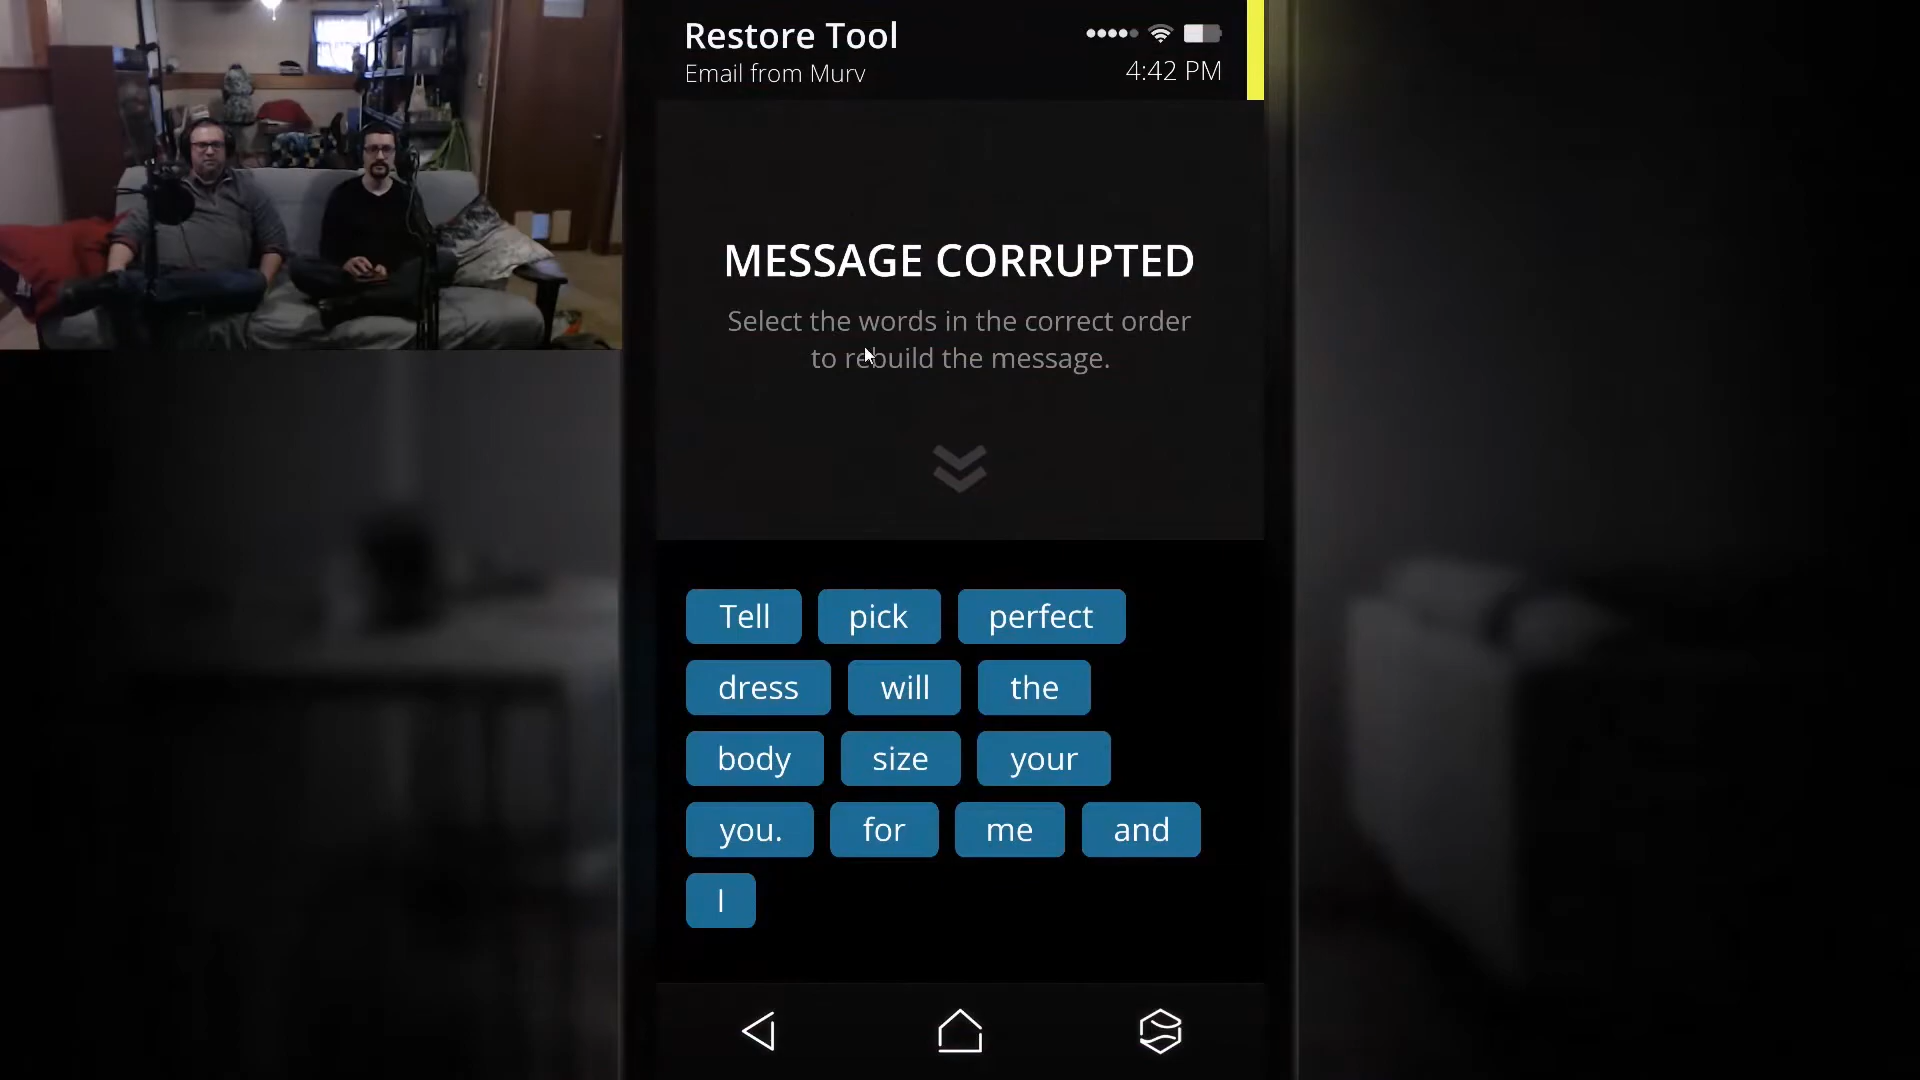 Restore Tool
Email from Murv
4:42 PM
MESSAGE CORRUPTED
Select the words in the correct order
to rebuild the message.
Tell pick perfect
dress will the
body size your
you. for me and
I